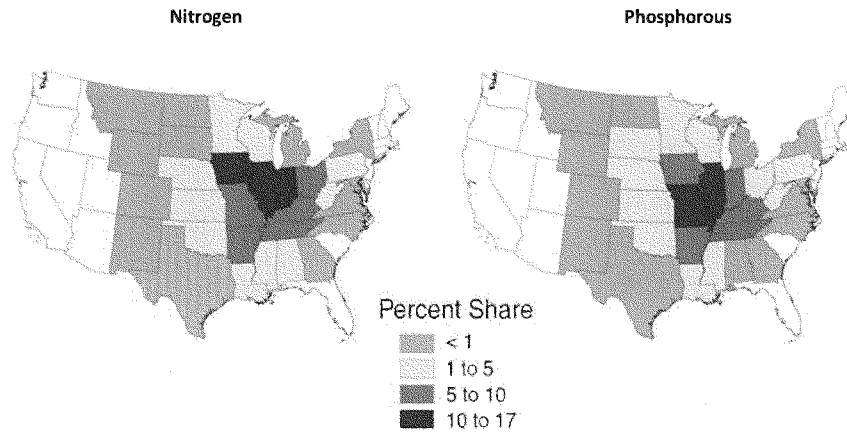 Nitrogen
Phosphorous
Percent Share
< 1
1 to 5
5 to 10
10 to 17